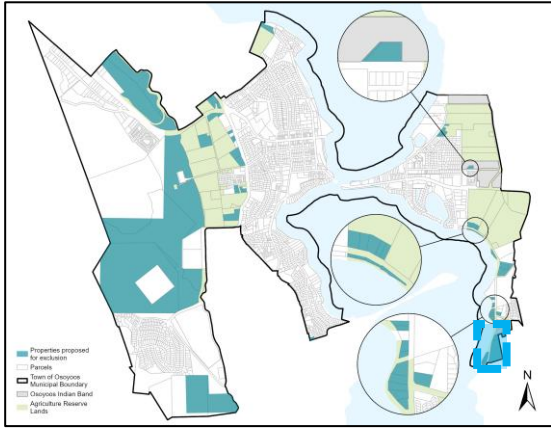 Properties proposed
for exclusion
Parcels
Town of Osoyoos
Municipal Boundary
Osoyoos Indian Band
Agriculture Reserve
Lands
N